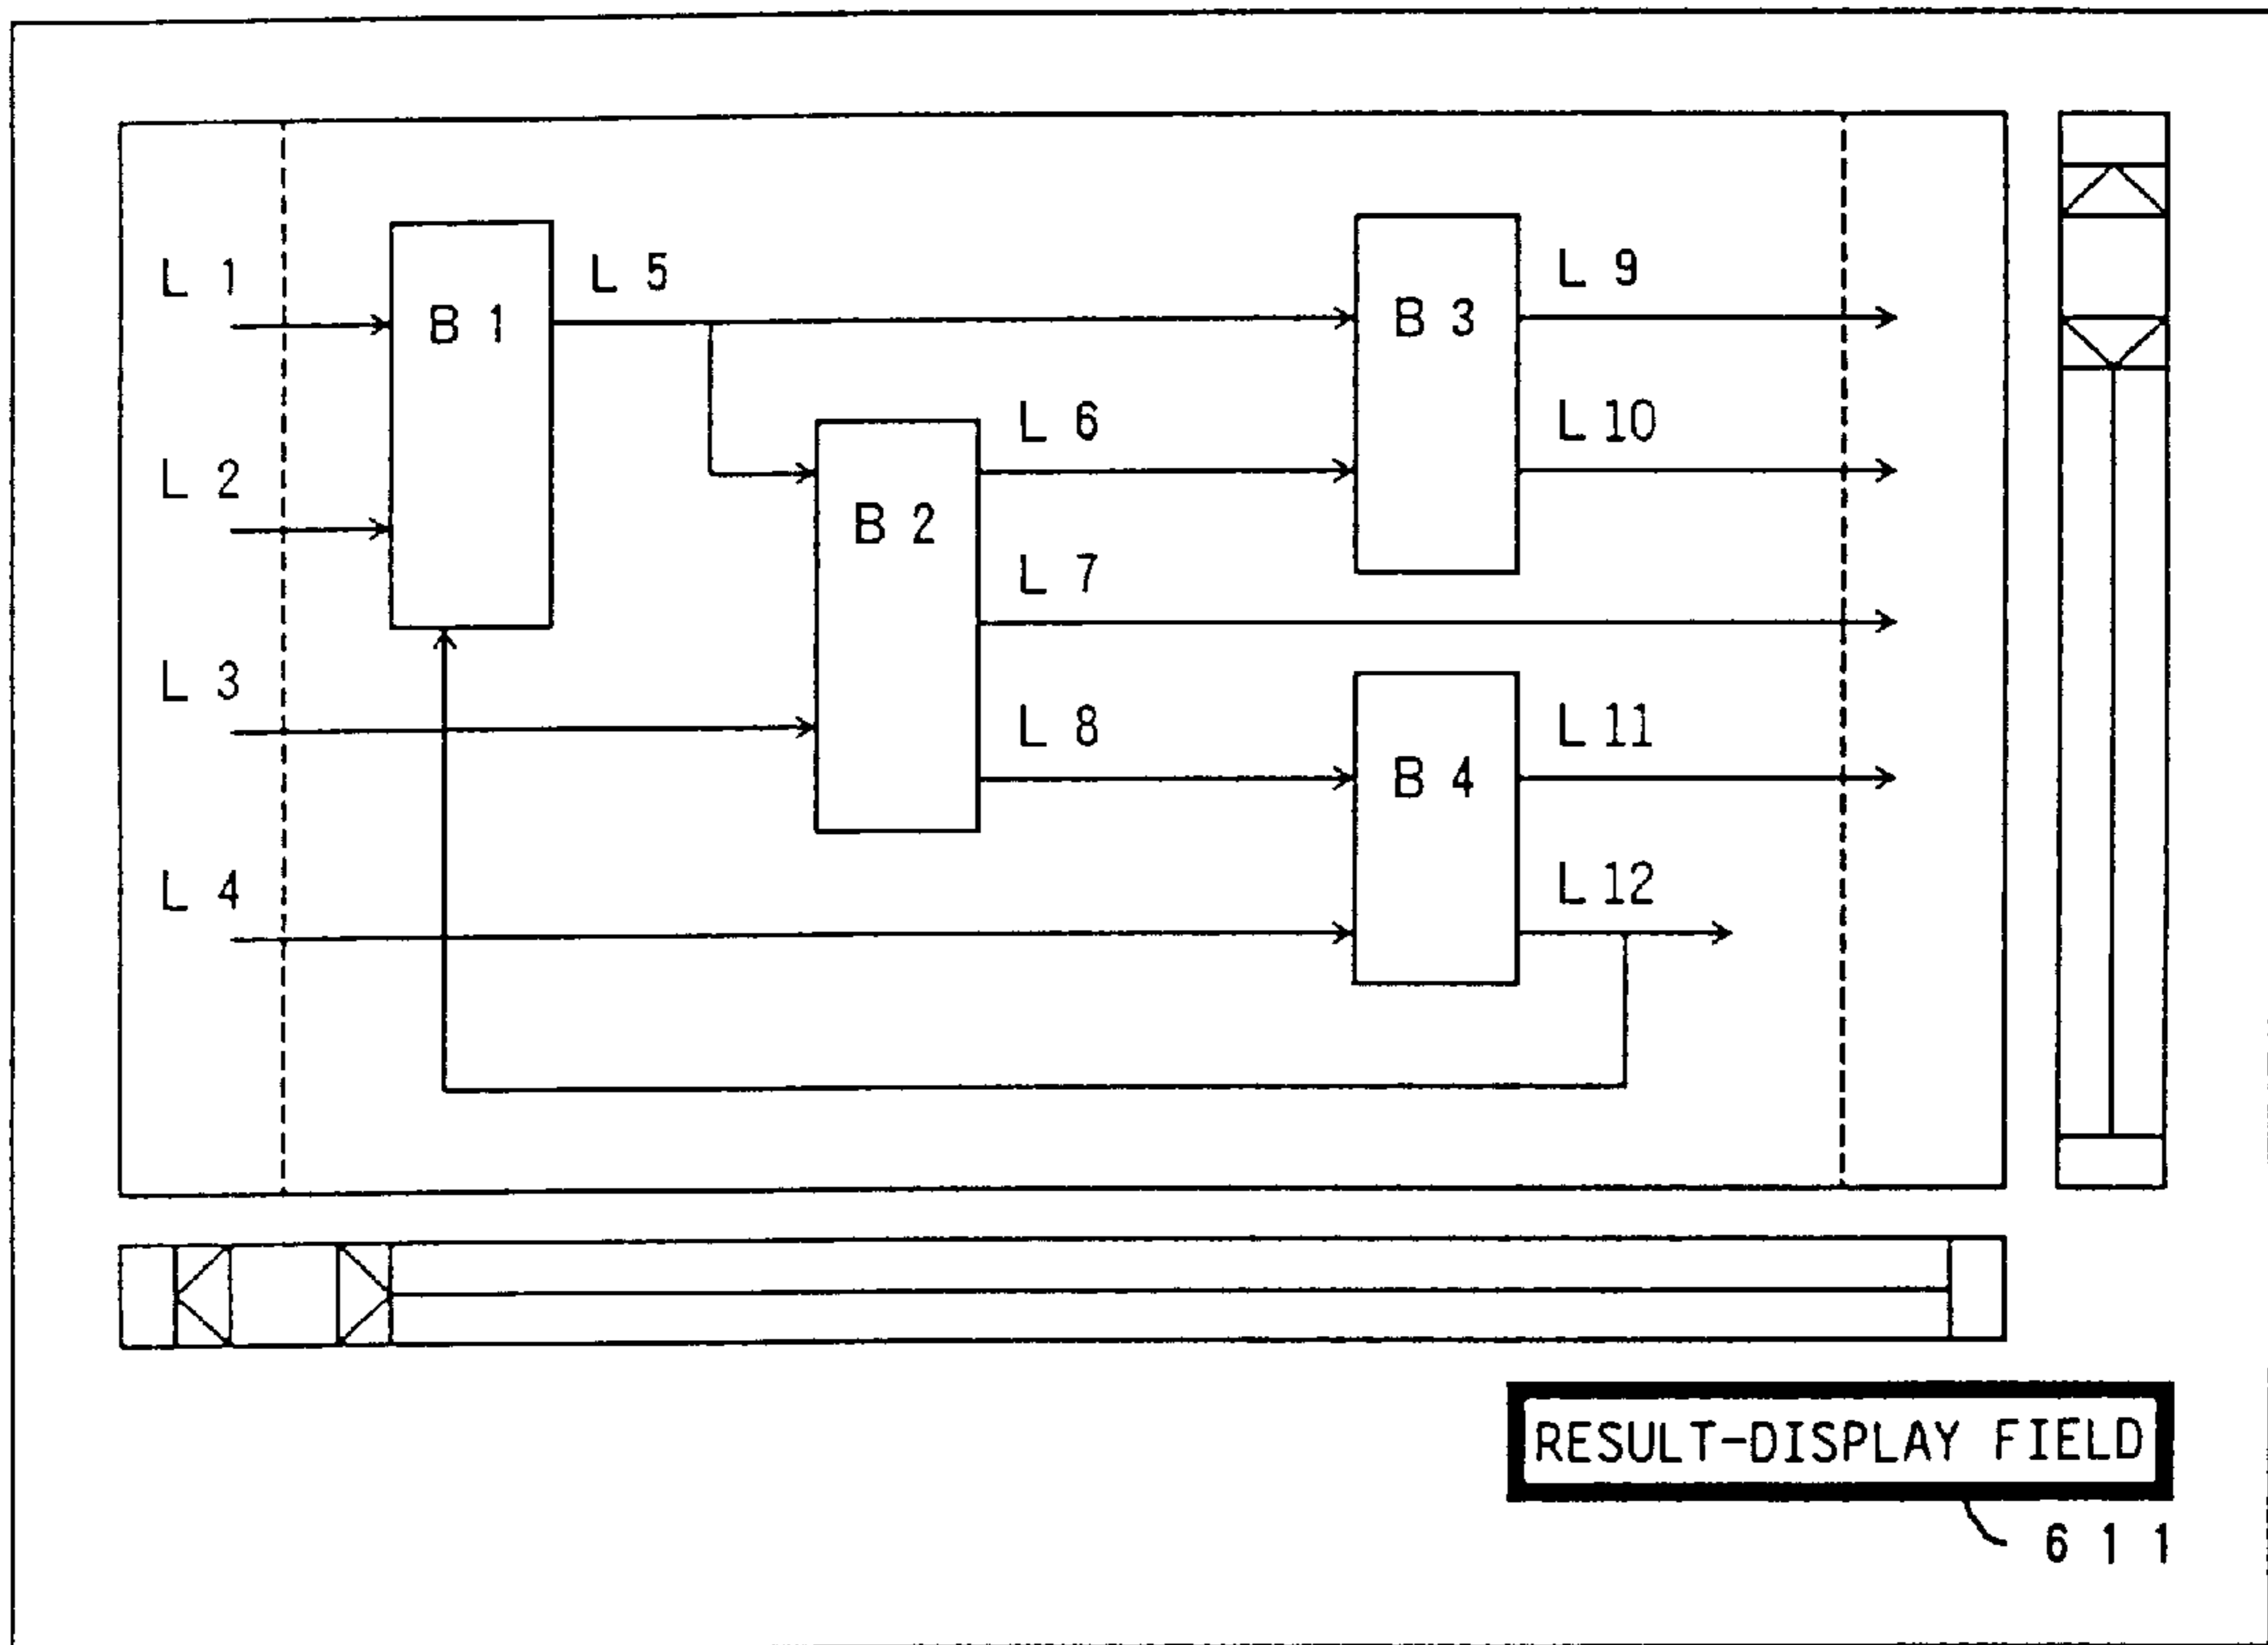 L 1
L 2
L 3
L 4
B 1
L 5
B 2
L 6
L 7
L 8
B 3
L 9
L 10
B 4
L 11
L 12
RESULT-DISPLAY FIELD
6 1 1